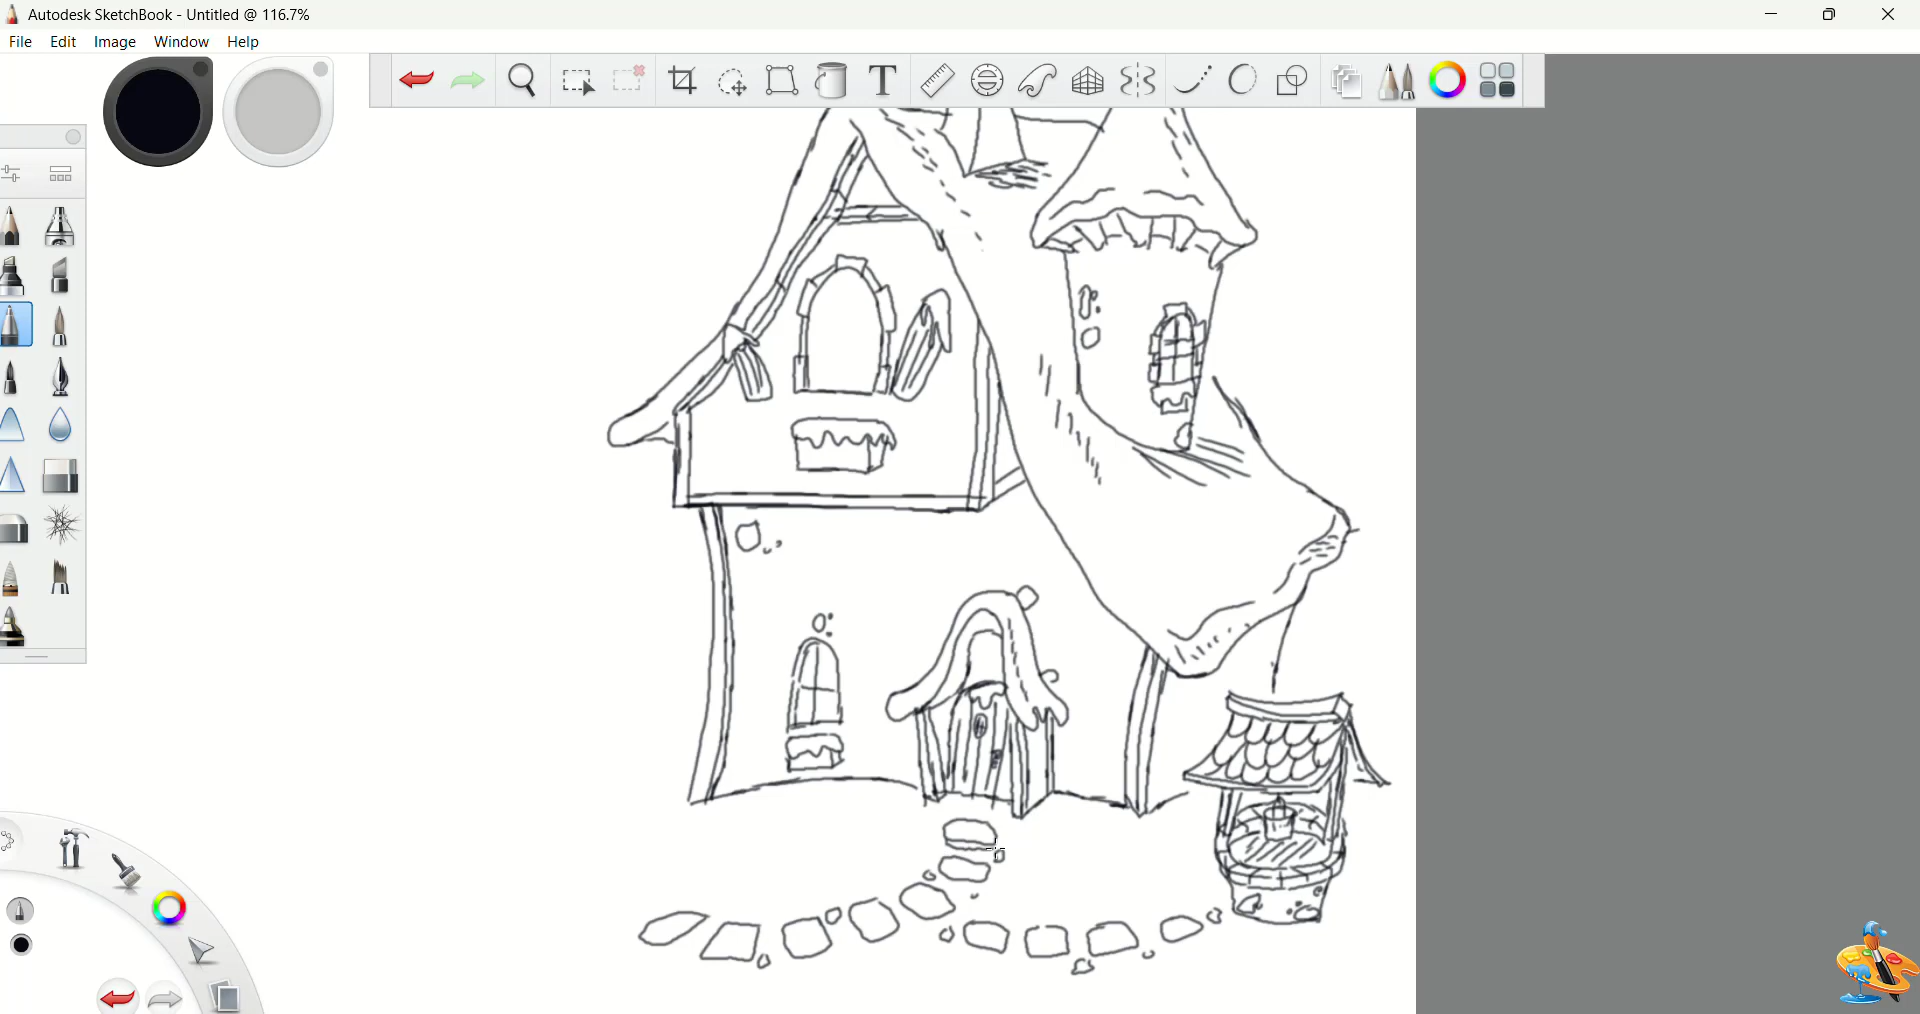 Autodesk SketchBook - Untitled @ 116.7%
File Edit Image Window Help
T